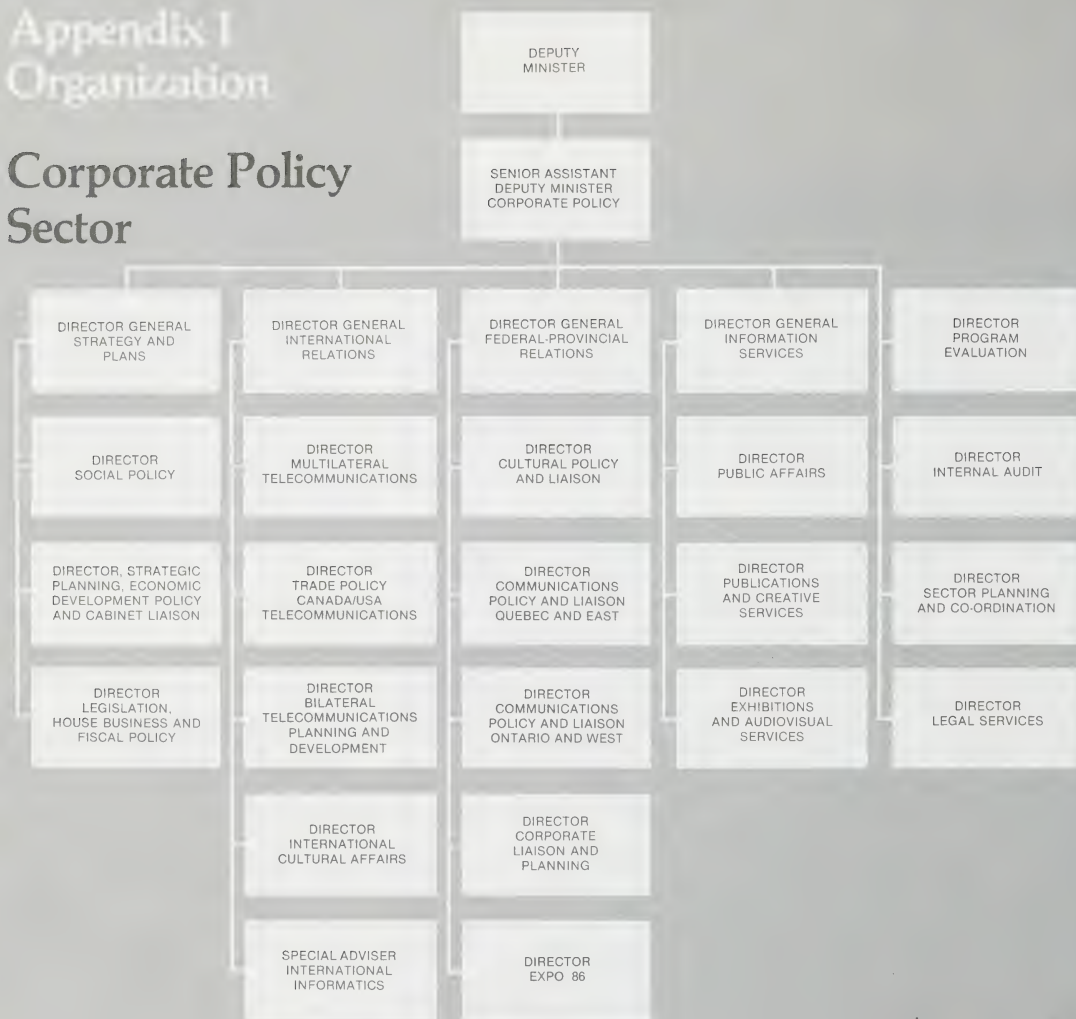 Appendix I
Organization
Corporate Policy
Sector
DEPUTY
MINISTER
SENIOR ASSISTANT
DEPUTY MINISTER
CORPORATE POLICY
DIRECTOR GENERAL
STRATEGY AND
PLANS
DIRECTOR
SOCIAL POLICY
DIRECTOR, STRATEGIC
PLANNING, ECONOMIC
DEVELOPMENT POLICY
AND CABINET LIAISON
DIRECTOR
LEGISLATION,
HOUSE BUSINESS AND
FISCAL POLICY
DIRECTOR GENERAL
INTERNATIONAL
RELATIONS
DIRECTOR
MULTILATERAL
TELECOMMUNICATIONS
DIRECTOR
TRADE POLICY
CANADA/USA
TELECOMMUNICATIONS
DIRECTOR
BILATERAL
TELECOMMUNICATIONS
PLANNING AND
DEVELOPMENT
DIRECTOR
INTERNATIONAL
CULTURAL AFFAIRS
SPECIAL ADVISER
INTERNATIONAL
INFORMATICS
DIRECTOR GENERAL
FEDERAL-PROVINCIAL
RELATIONS
DIRECTOR
CULTURAL POLICY
AND LIAISON
DIRECTOR
COMMUNICATIONS
POLICY AND LIAISON
QUEBEC AND EAST
DIRECTOR
COMMUNICATIONS
POLICY AND LIAISON
ONTARIO AND WEST
DIRECTOR
CORPORATE
LIAISON AND
PLANNING
DIRECTOR
EXPO 86
DIRECTOR GENERAL
INFORMATION
SERVICES
DIRECTOR
PUBLIC AFFAIRS
DIRECTOR
PUBLICATIONS
AND CREATIVE
SERVICES
DIRECTOR
EXHIBITIONS
AND AUDIOVISUAL
SERVICES
DIRECTOR
PROGRAM
EVALUATION
DIRECTOR
INTERNAL AUDIT
DIRECTOR
SECTOR PLANNING
AND CO-ORDINATION
DIRECTOR
LEGAL SERVICES